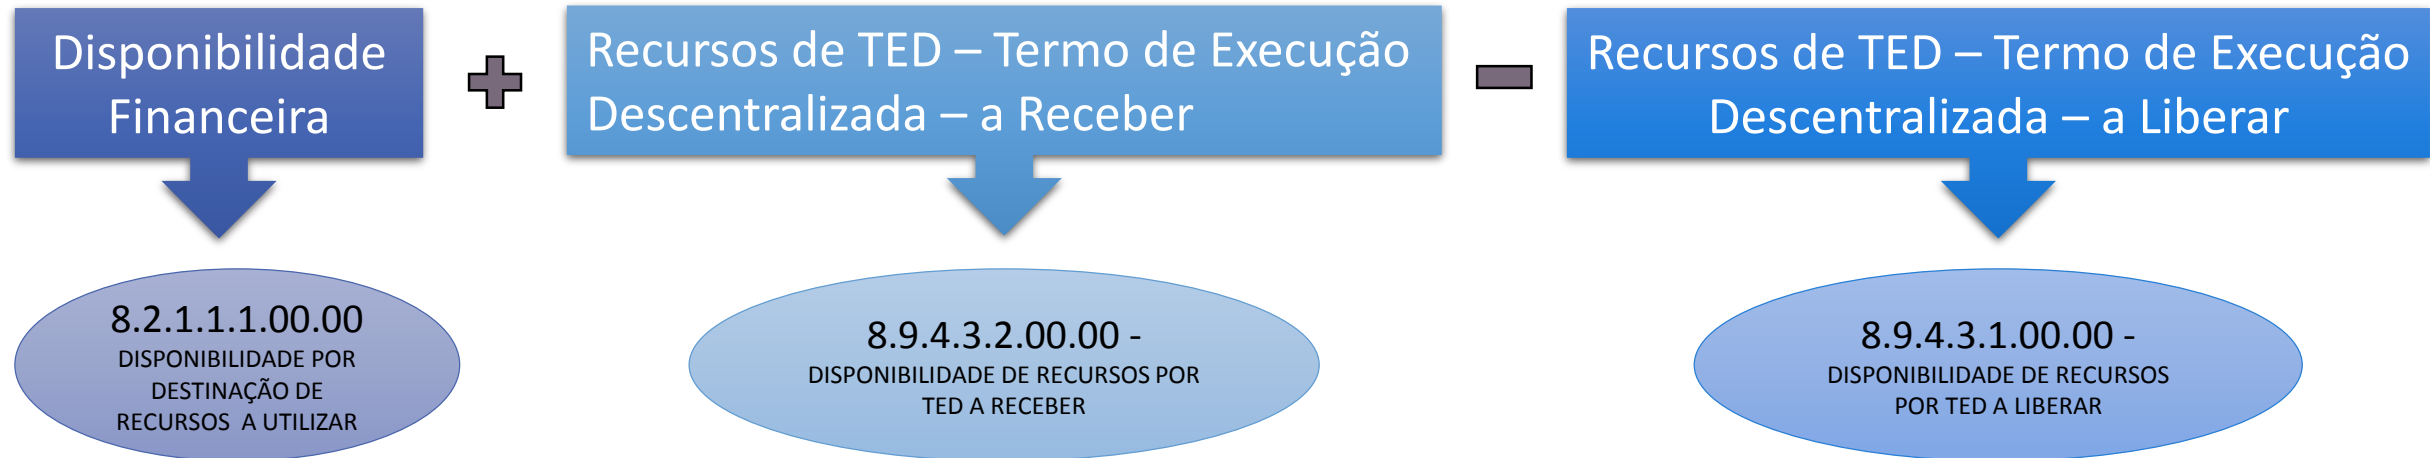 Disponibilidade
Financeira
Recursos de TED – Termo de Execução
Descentralizada – a Receber
Recursos de TED – Termo de Execução
Descentralizada – a Liberar
8.2.1.1.1.00.00
DISPONIBILIDADE POR
DESTINAÇÃO DE
RECURSOS A UTILIZAR
8.9.4.3.2.00.00 -
DISPONIBILIDADE DE RECURSOS POR
TED A RECEBER
8.9.4.3.1.00.00 -
DISPONIBILIDADE DE RECURSOS
POR TED A LIBERAR